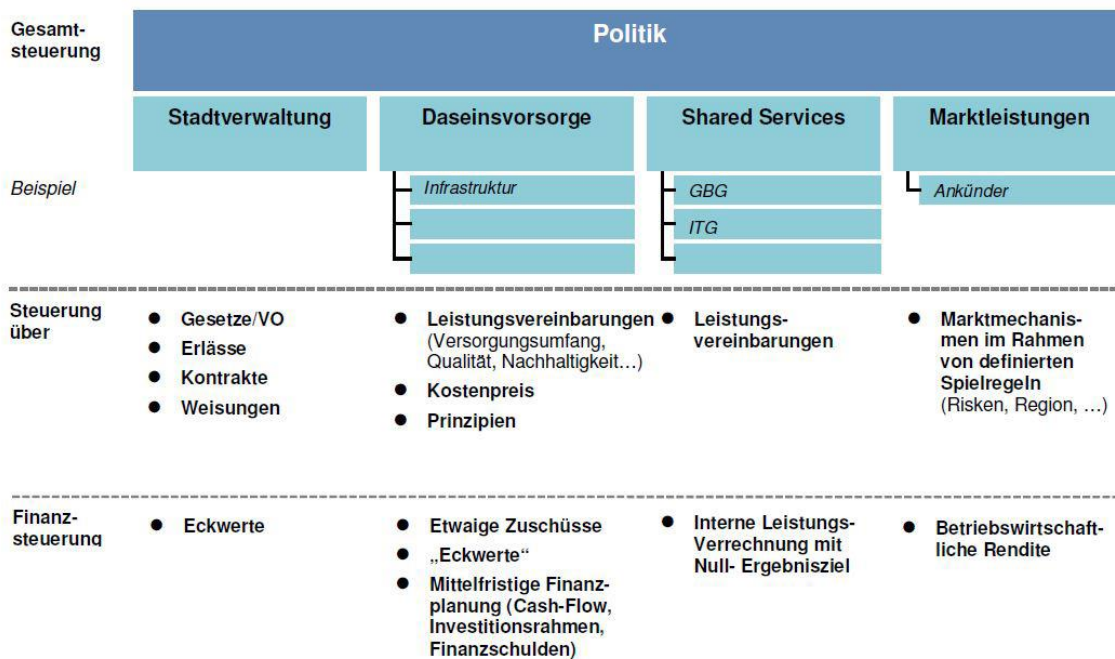 Gesamt-
steuerung
Politik
Stadtverwaltung
Daseinsvorsorge
Shared Services
Marktleistungen
Beispiel
Infrastruktur
GBG
Ankünder
ITG
Steuerung
über
● Gesetze/VO
● Erlässe
● Kontrakte
● Weisungen
● Leistungsvereinbarungen
(Versorgungsumfang,
Qualität, Nachhaltigkeit…)
● Kostenpreis
● Prinzipien
● Leistungs-
vereinbarungen
● Marktmechanis-
men im Rahmen
von definierten
Spielregeln
(Risken, Region, …)
Finanz-
steuerung
● Eckwerte
● Etwaige Zuschüsse
● „Eckwerte“
● Mittelfristige Finanz-
planung (Cash-Flow,
Investitionsrahmen,
Finanzschulden)
● Interne Leistungs-
Verrechnung mit
Null- Ergebnisziel
● Betriebswirtschaft-
liche Rendite